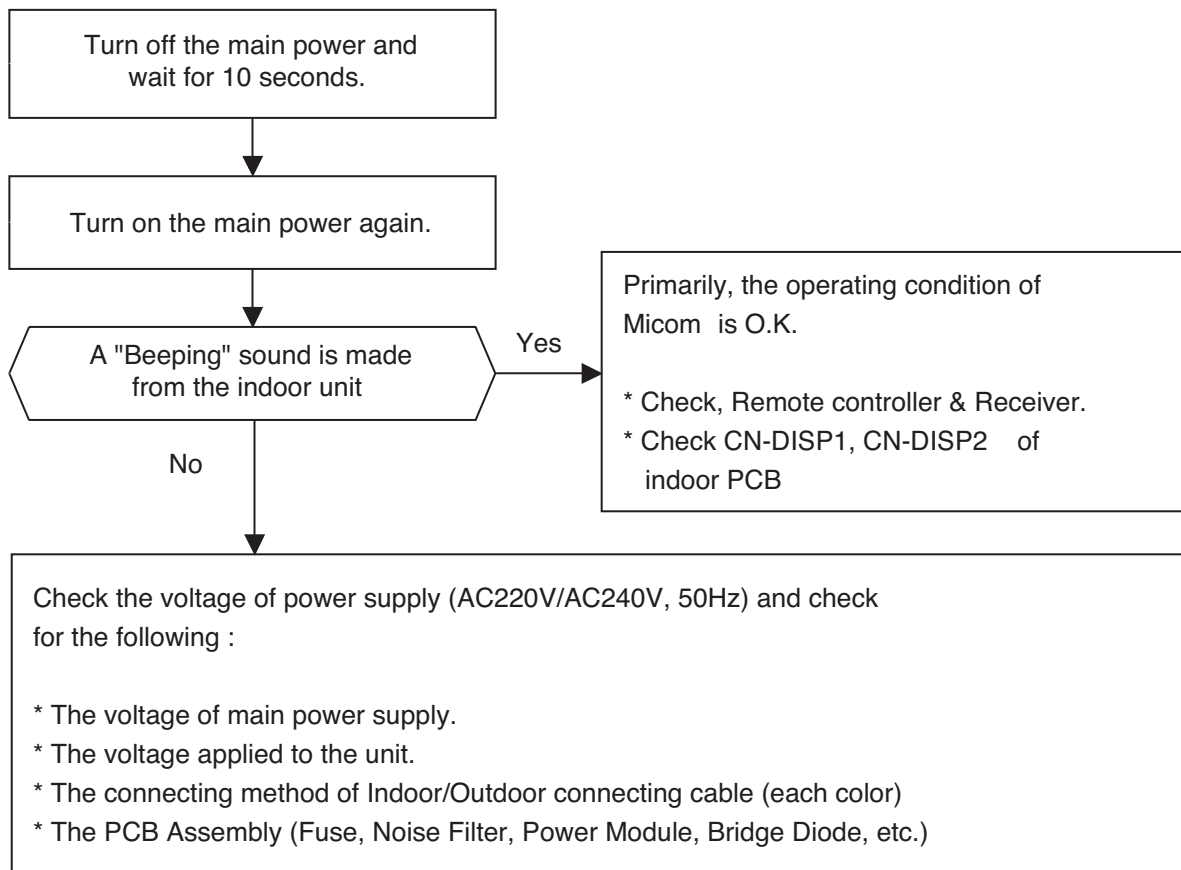 Turn off the main power and
wait for 10 seconds.
Turn on the main power again.
A "Beeping" sound is made
from the indoor unit
Yes
Primarily, the operating condition of
Micom is O.K.
* Check, Remote controller & Receiver.
* Check CN-DISP1, CN-DISP2 of
indoor PCB
No
Check the voltage of power supply (AC220V/AC240V, 50Hz) and check
for the following :
* The voltage of main power supply.
* The voltage applied to the unit.
* The connecting method of Indoor/Outdoor connecting cable (each color)
* The PCB Assembly (Fuse, Noise Filter, Power Module, Bridge Diode, etc.)